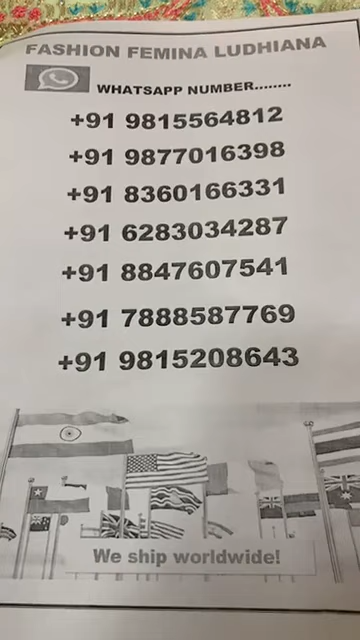 FASHION FEMINA LUDHIANA
WHATSAPP NUMBER........
+91 9815564812
+91 9877016398
+91 8360166331
+91 6283034287
+91 8847607541
+91 7888587769
+91 9815208643
We ship worldwide!